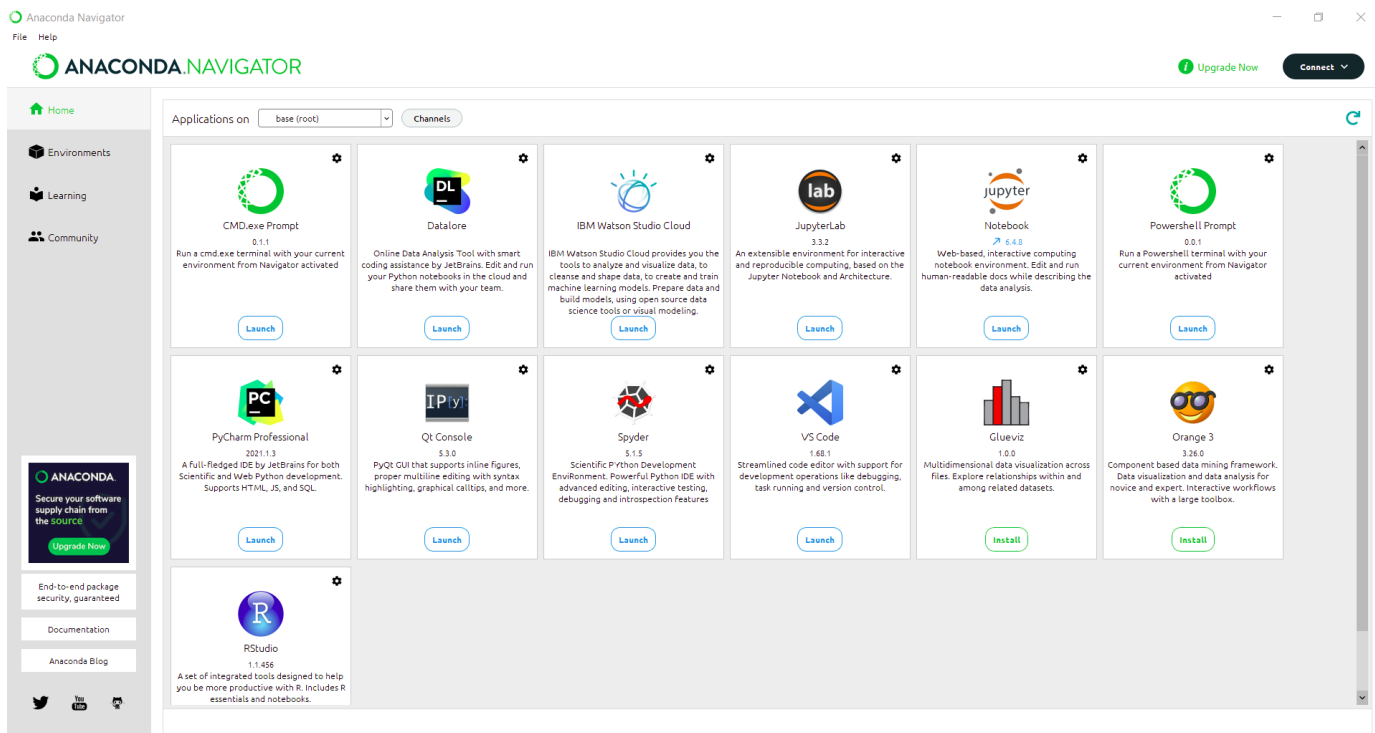 Anaconda Navigator
File Help
ANACONDA.NAVIGATOR
i Upgrade Now
Connect
Home
Environments
Learning
Community
Applications on
base (root)
Channels
CMD.exe Prompt
0.1.1
Run a cmd.exe terminal with your current
environment from Navigator activated
Launch
DL
Datalore
Online Data Analysis Tool with smart
coding assistance by JetBrains. Edit and run
your Python notebooks in the cloud and
share them with your team.
Launch
IBM Watson Studio Cloud
IBM Watson Studio Cloud provides you the
tools to analyze and visualize data, to
cleanse and shape data, to create and train
machine learning models. Prepare data and
build models, using open source data
science tools or visual modeling.
Launch
lab
JupyterLab
3.3.2
An extensible environment for interactive
and reproducible computing, based on the
Jupyter Notebook and Architecture.
Launch
jupyter
Notebook
6.4.8
Web-based, interactive computing
notebook environment. Edit and run
human-readable docs while describing the
data analysis.
Launch
Powershell Prompt
0.0.1
Run a Powershell terminal with your
current environment from Navigator
activated
Launch
PC
PyCharm Professional
2021.1.3
A full-fledged IDE by JetBrains for both
Scientific and Web Python development.
Supports HTML, JS, and SQL.
Launch
IP[y]:
Qt Console
5.3.0
PyQt GUI that supports inline figures,
proper multiline editing with syntax
highlighting, graphical calltips, and more.
Launch
Spyder
5.1.5
Scientific PYthon Development
EnviRonment. Powerful Python IDE with
advanced editing, interactive testing,
debugging and introspection features
Launch
VS Code
1.68.1
Streamlined code editor with support for
development operations like debugging,
task running and version control.
Launch
Glueviz
1.0.0
Multidimensional data visualization across
files. Explore relationships within and
among related datasets.
Install
Orange 3
3.26.0
Component based data mining framework.
Data visualization and data analysis for
novice and expert. Interactive workflows
with a large toolbox.
Install
R
RStudio
1.1.456
A set of integrated tools designed to help
you be more productive with R. Includes R
essentials and notebooks.
ANACONDA.
Secure your software
supply chain from
the source
Upgrade Now
End-to-end package
security, guaranteed
Documentation
Anaconda Blog
You
Tube